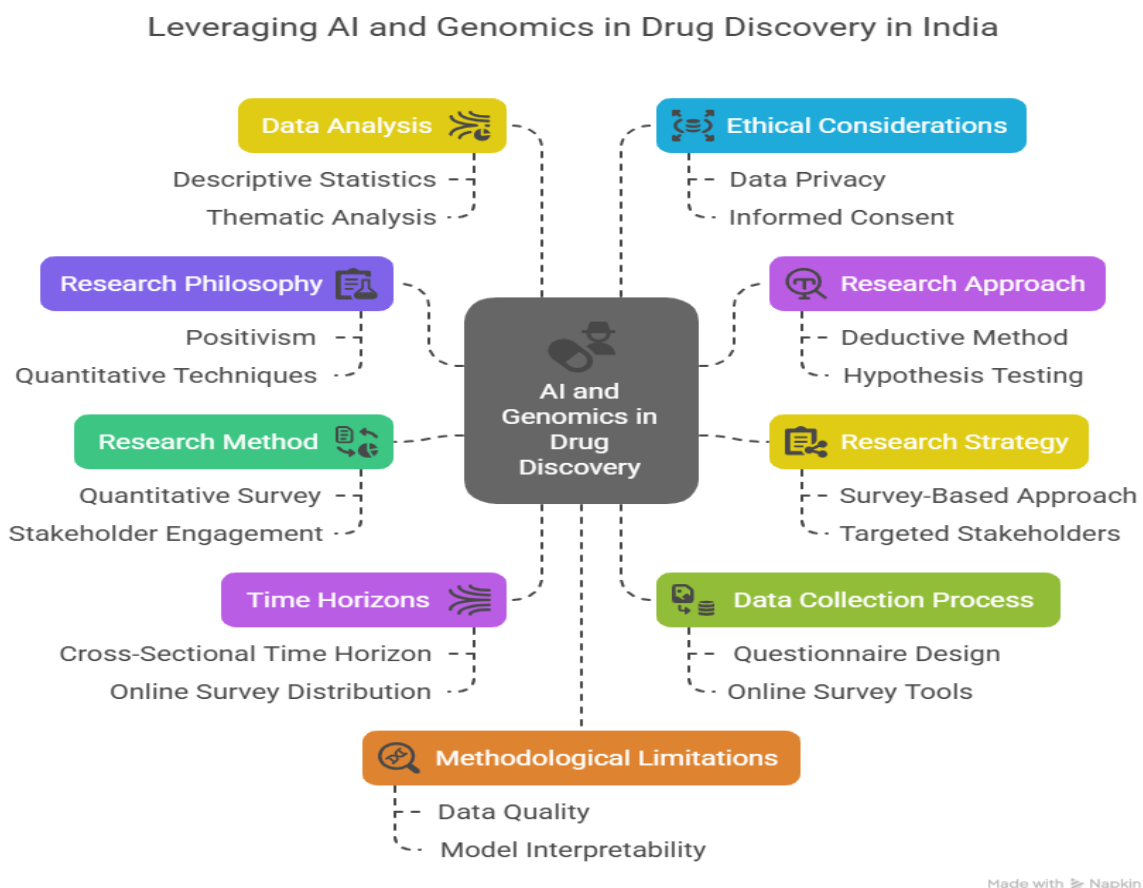 Leveraging AI and Genomics in Drug Discovery in India
Data Analysis
Descriptive Statistics
Thematic Analysis
Ethical Considerations
Data Privacy
Informed Consent
Research Philosophy
Positivism
Quantitative Techniques
Research Approach
Deductive Method
Hypothesis Testing
AI and
Genomics in
Drug
Discovery
Research Method
Quantitative Survey
Stakeholder Engagement
Research Strategy
Survey-Based Approach
Targeted Stakeholders
Time Horizons
Cross-Sectional Time Horizon
Online Survey Distribution
Data Collection Process
Questionnaire Design
Online Survey Tools
Methodological Limitations
Data Quality
Model Interpretability
Made with Napkin